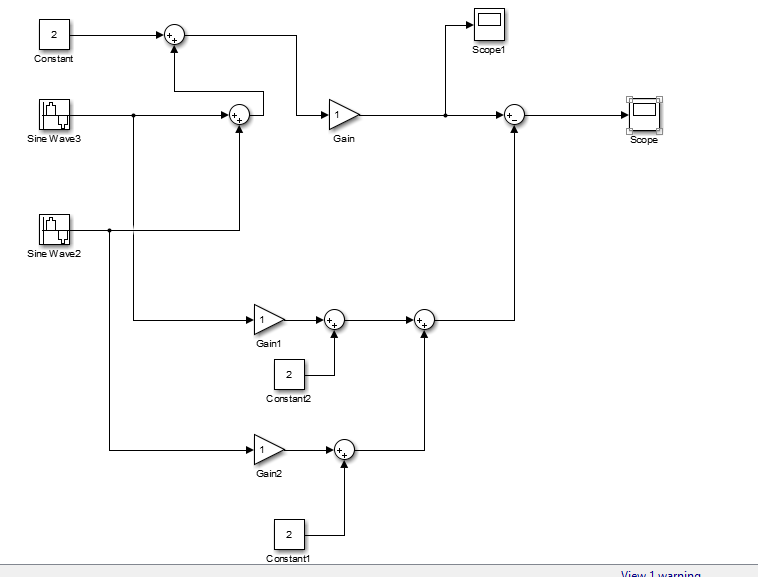 2
Constant
Scope1
Sine Wave3
1
Gain
Scope
Sine Wave2
1
Gain1
2
Constant2
1
Gain2
2
Constant1
View 1 warning